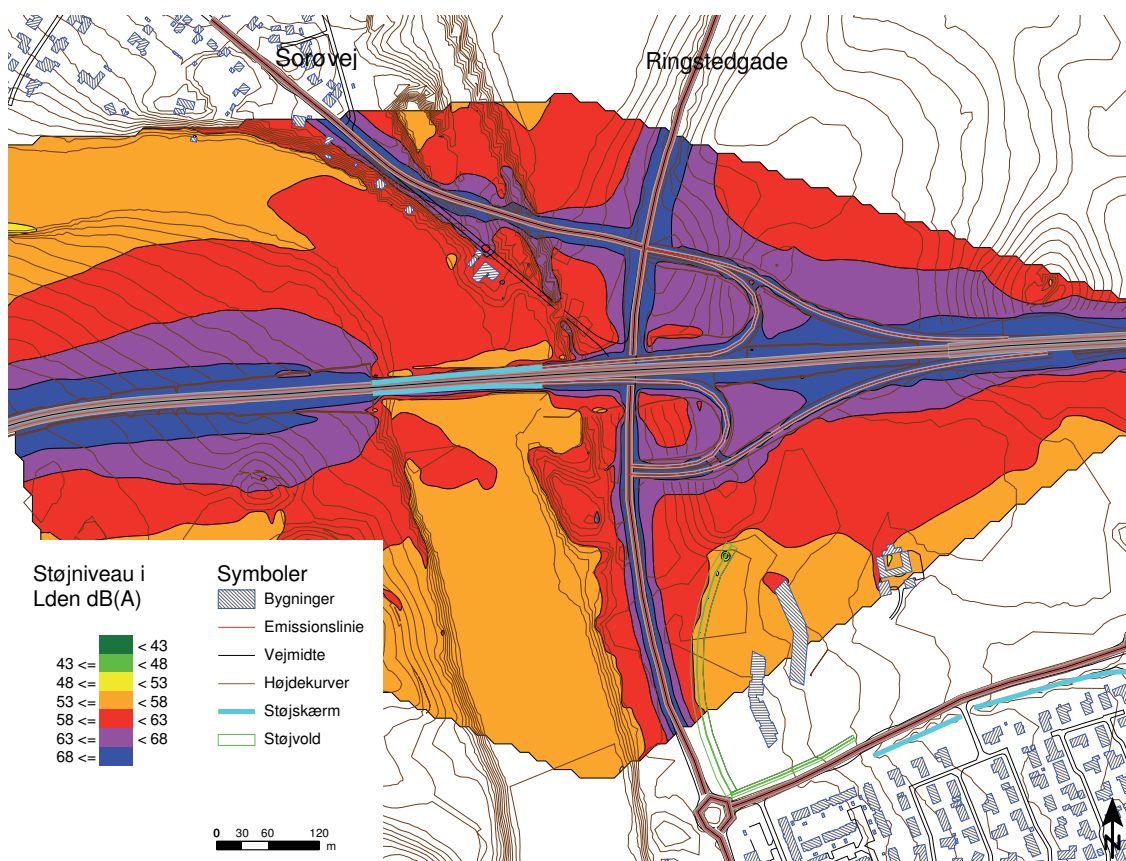 Sorøvej
Ringstedgade
Støjniveau i
Lden dB(A)
< 43
43 <= < 48
48 <= < 53
53 <= < 58
58 <= < 63
63 <= < 68
68 <=
Symboler
Bygninger
Emissionslinie
Vejmidte
Højdekurver
Støjskærm
Støjvold
0 30 60 120
m
N